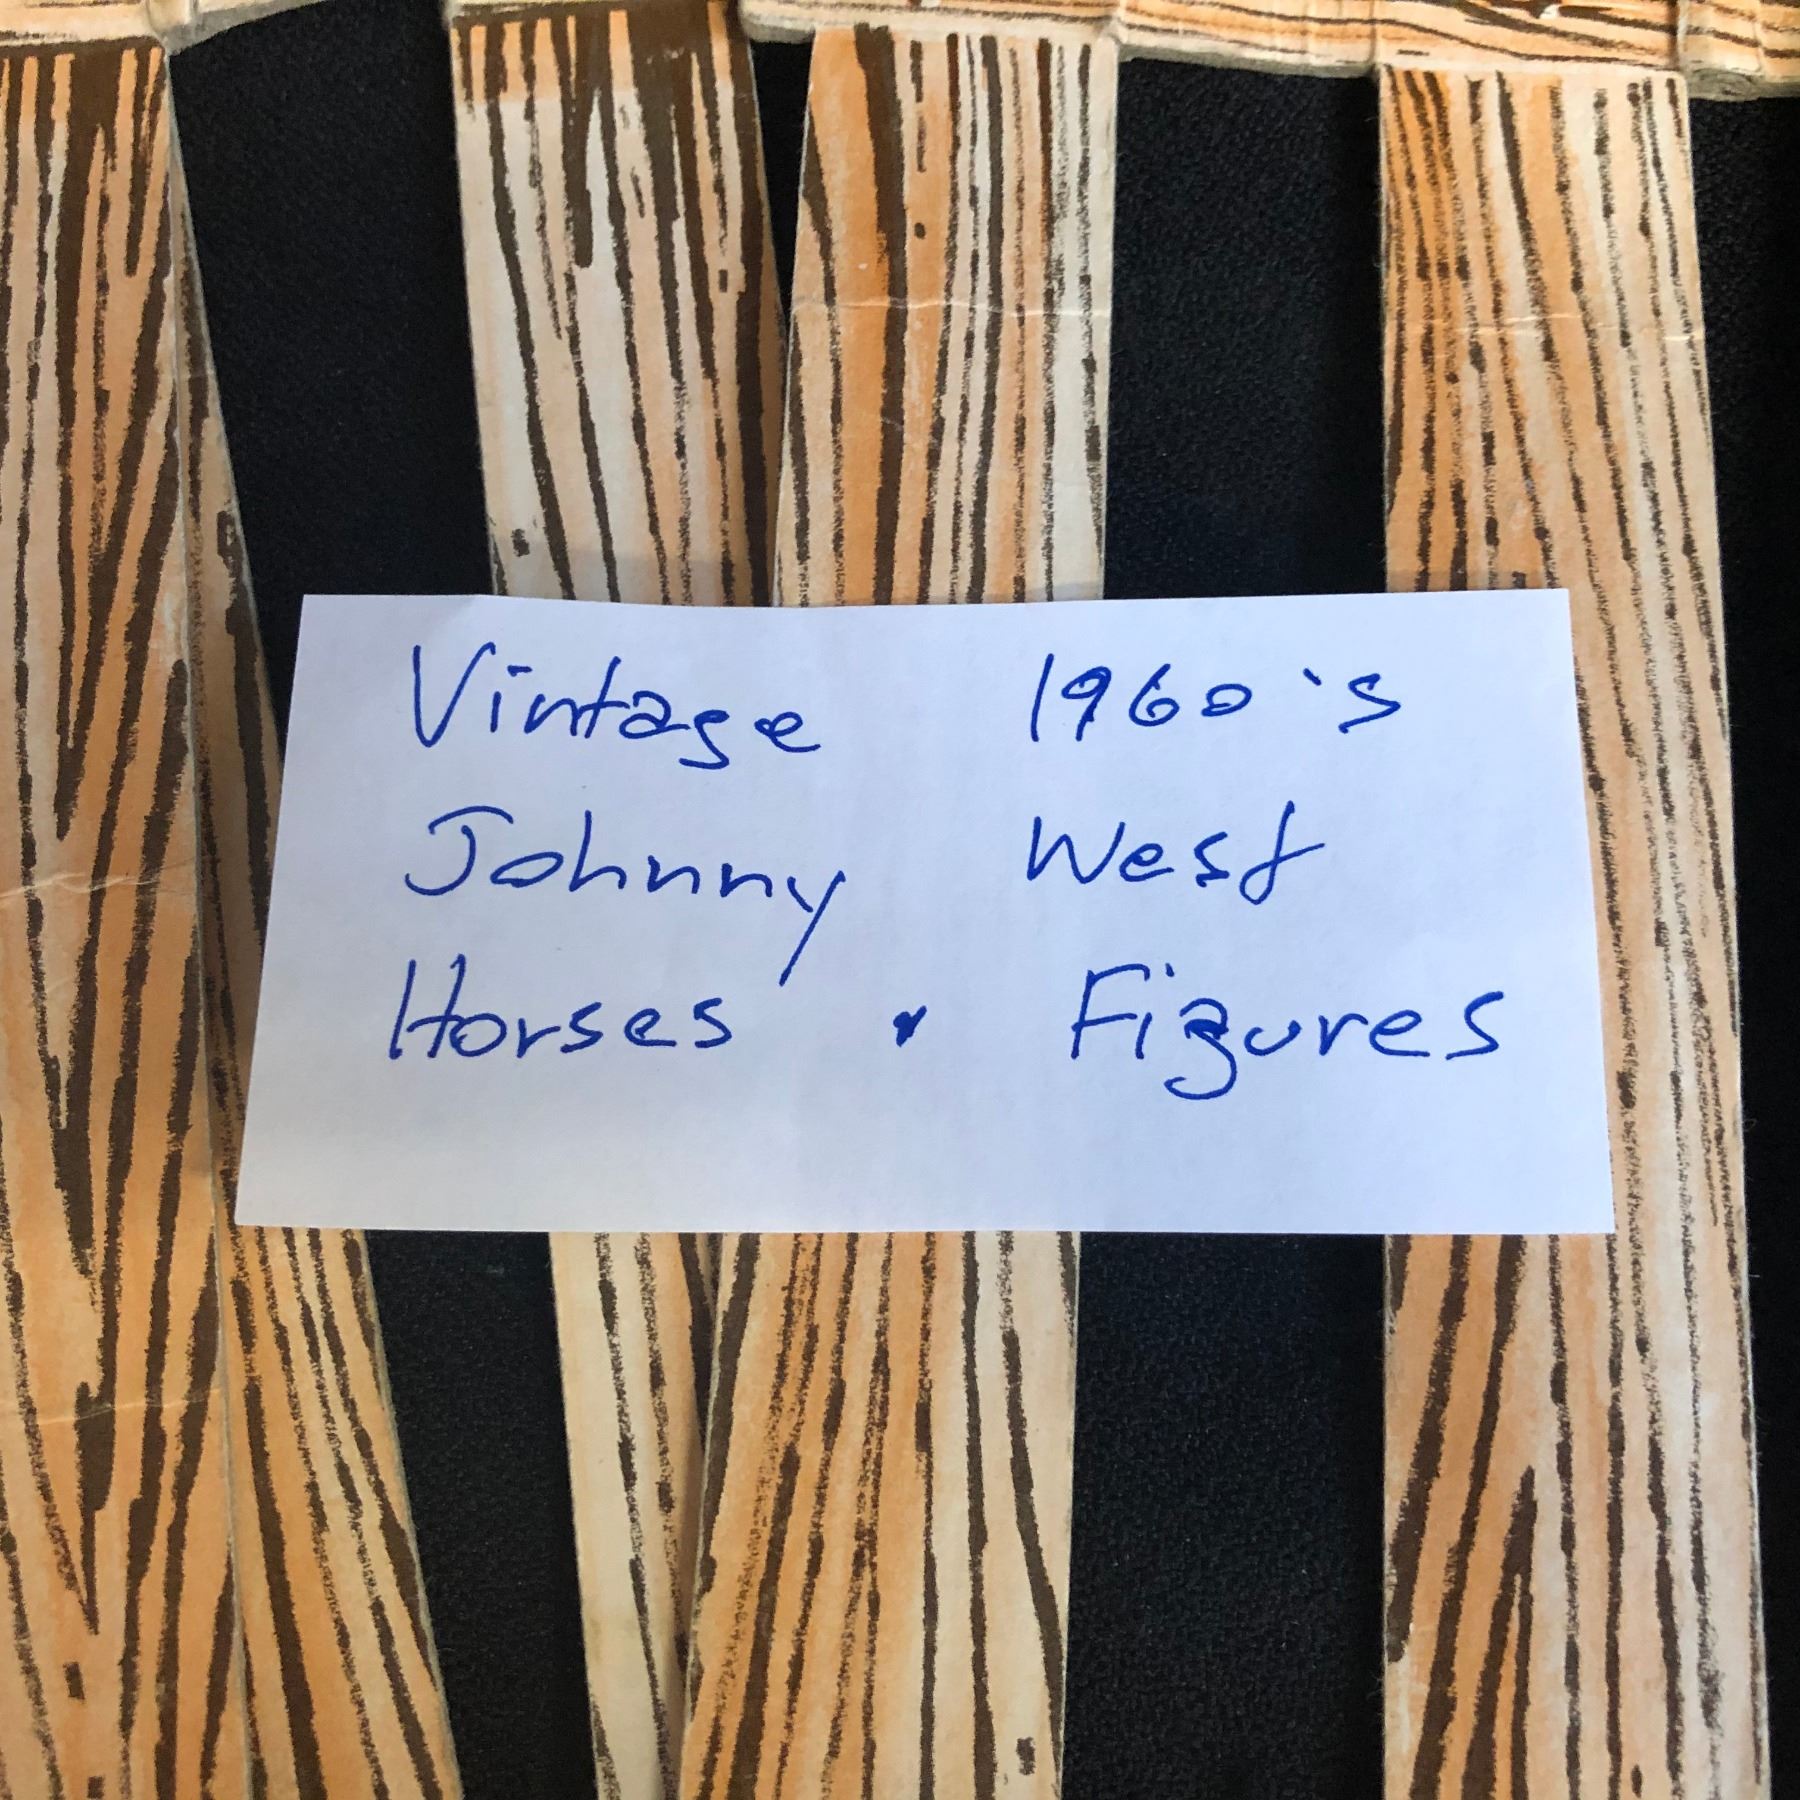 Vintage 1960's
Johnny West
Horses • Figures